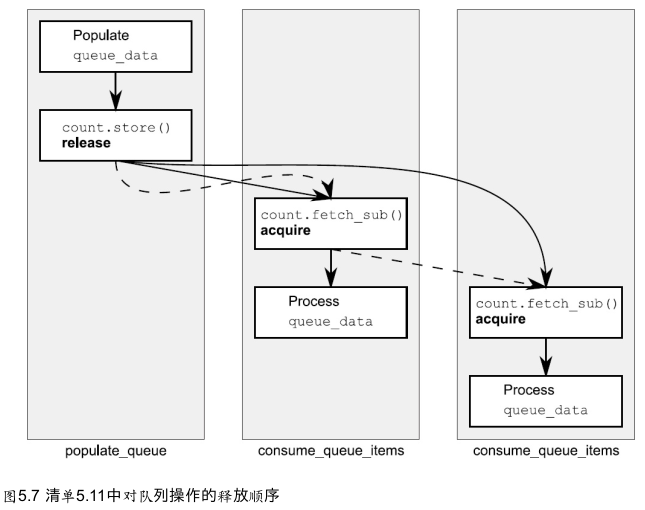 Populate
queue_data
count.store()
release
count.fetch_sub()
acquire
Process
queue_data
count.fetch_sub()
acquire
Process
queue_data
populate_queue
consume_queue_items
consume_queue_items
图5.7 清单5.11中对队列操作的释放顺序